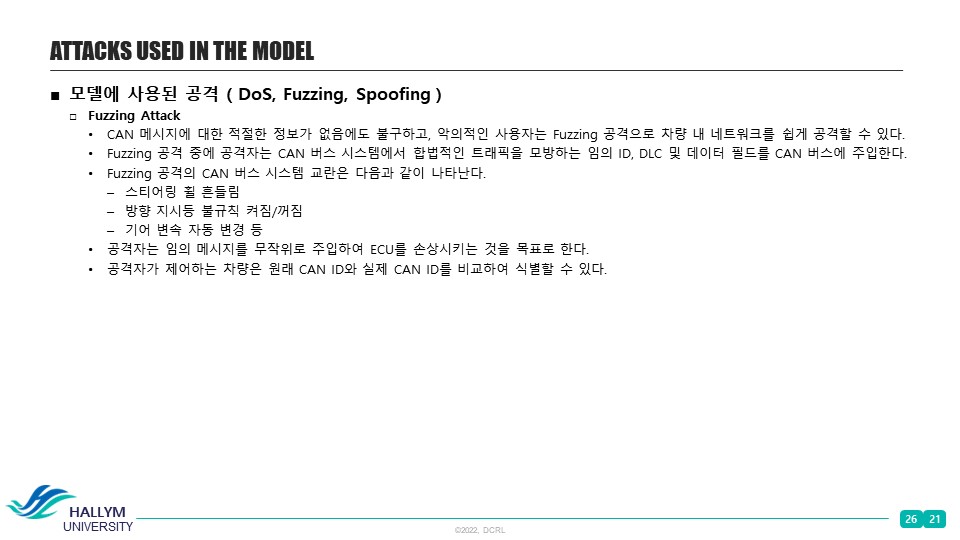 ATTACKS USED IN THE MODEL
■ 모델에 사용된 공격 ( DoS, Fuzzing, Spoofing )
□ Fuzzing Attack
• CAN 메시지에 대한 적절한 정보가 없음에도 불구하고, 악의적인 사용자는 Fuzzing 공격으로 차량 내 네트워크를 쉽게 공격할 수 있다.
• Fuzzing 공격 중에 공격자는 CAN 버스 시스템에서 합법적인 트래픽을 모방하는 임의 ID, DLC 및 데이터 필드를 CAN 버스에 주입한다.
• Fuzzing 공격의 CAN 버스 시스템 교란은 다음과 같이 나타난다.
– 스티어링 휠 흔들림
– 방향 지시등 불규칙 켜짐/꺼짐
– 기어 변속 자동 변경 등
• 공격자는 임의 메시지를 무작위로 주입하여 ECU를 손상시키는 것을 목표로 한다.
• 공격자가 제어하는 차량은 원래 CAN ID와 실제 CAN ID를 비교하여 식별할 수 있다.
HALLYM
UNIVERSITY
©2022, DCRL
26 21